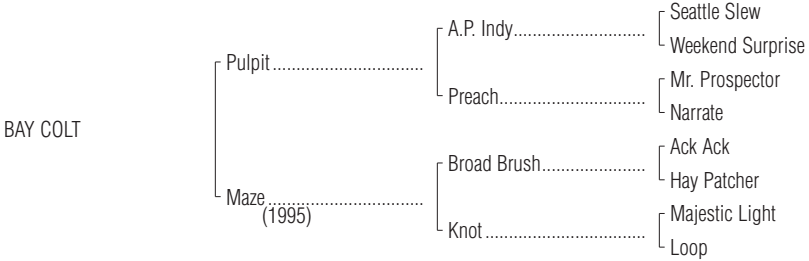 Seattle Slew
A.P. Indy..............................
Weekend Surprise
Pulpit..................................
Mr. Prospector
Preach.................................
Narrate
BAY COLT
Ack Ack
Broad Brush.......................
Hay Patcher
Maze..................................
(1995)
Majestic Light
Knot....................................
Loop